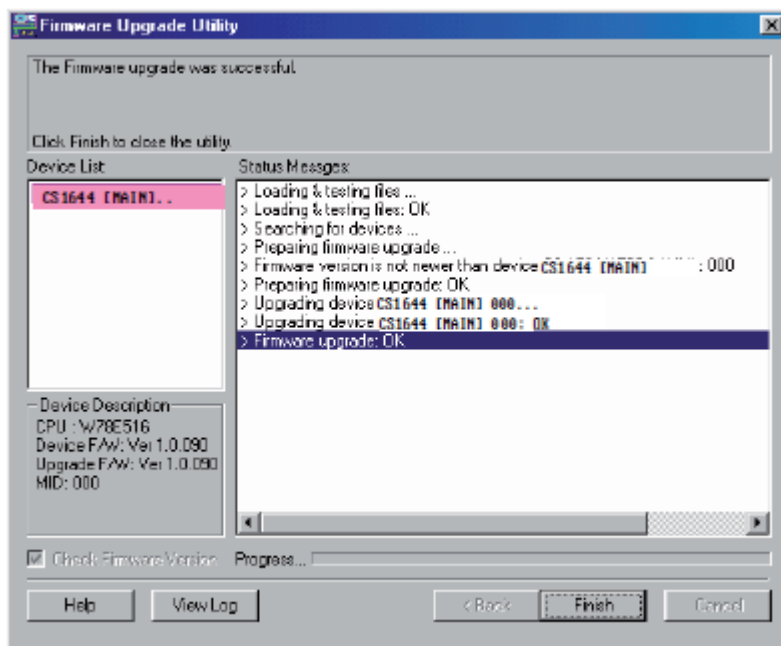 Firmware Upgrade Utility
The Firmware upgrade was successful.
Click Finish to close the utility.
Device List
CS1644 [MAIN]..
Status Messges:
> Loading & testing files ...
> Loading & testing files: OK
> Searching for devices ...
> Preparing firmware upgrade ...
> Firmware version is not newer than device CS1644 [MAIN] : 000
> Preparing firmware upgrade: OK
> Upgrading device CS1644 [MAIN] 000...
> Upgrading device CS1644 [MAIN] 000: OK
> Firmware upgrade: OK
Device Description
CPU : W78E516
Device F/W: Ver 1.0.090
Upgrade F/W: Ver 1.0.090
MID: 000
Check Firmware Version
Progress...
Help
View Log
< Back
Finish
Cancel